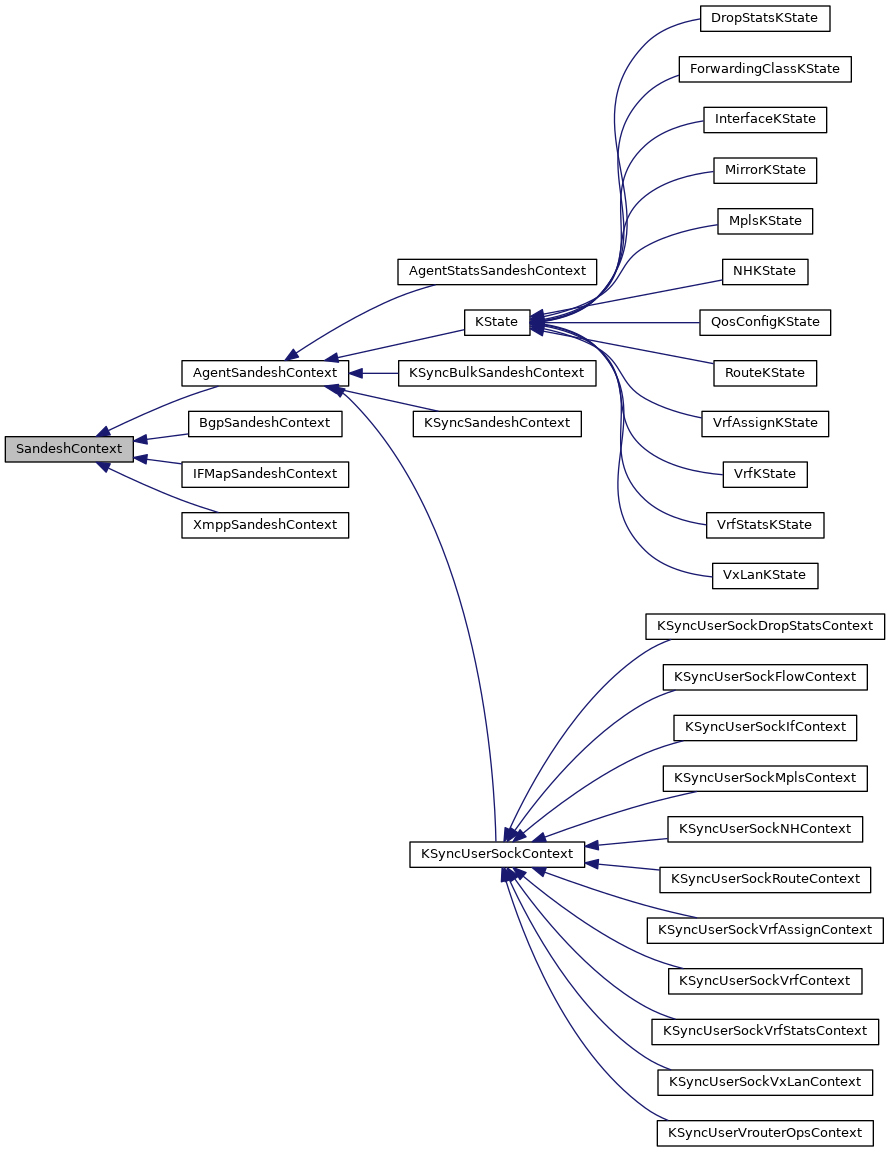 DropStatsKState
ForwardingClassKState
InterfaceKState
MirrorKState
MplsKState
AgentStatsSandeshContext
NHKState
KState
QosConfigKState
AgentSandeshContext
KSyncBulkSandeshContext
RouteKState
BgpSandeshContext
KSyncSandeshContext
VrfAssignKState
SandeshContext
IFMapSandeshContext
VrfKState
XmppSandeshContext
VrfStatsKState
VxLanKState
KSyncUserSockDropStatsContext
KSyncUserSockFlowContext
KSyncUserSockIfContext
KSyncUserSockMplsContext
KSyncUserSockNHContext
KSyncUserSockContext
KSyncUserSockRouteContext
KSyncUserSockVrfAssignContext
KSyncUserSockVrfContext
KSyncUserSockVrfStatsContext
KSyncUserSockVxLanContext
KSyncUserVrouterOpsContext